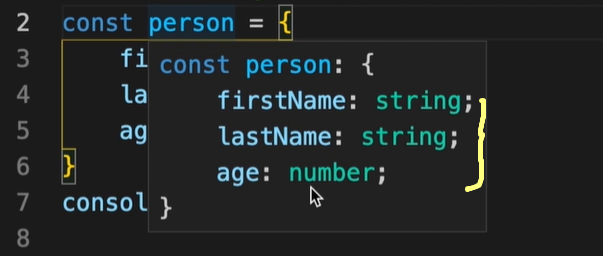 2 const person = {
3 fi
4 la
5 ag
6 }
7 consol
8
const person: {
firstName: string;
lastName: string;
age: number;
}